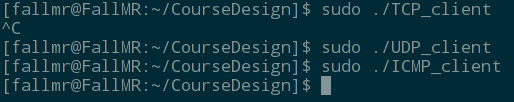 [fallmr@FallMR:~/CourseDesign]$ sudo ./TCP_client
^C
[fallmr@FallMR:~/CourseDesign]$ sudo ./UDP_client
[fallmr@FallMR:~/CourseDesign]$ sudo ./ICMP_client
[fallmr@FallMR:~/CourseDesign]$